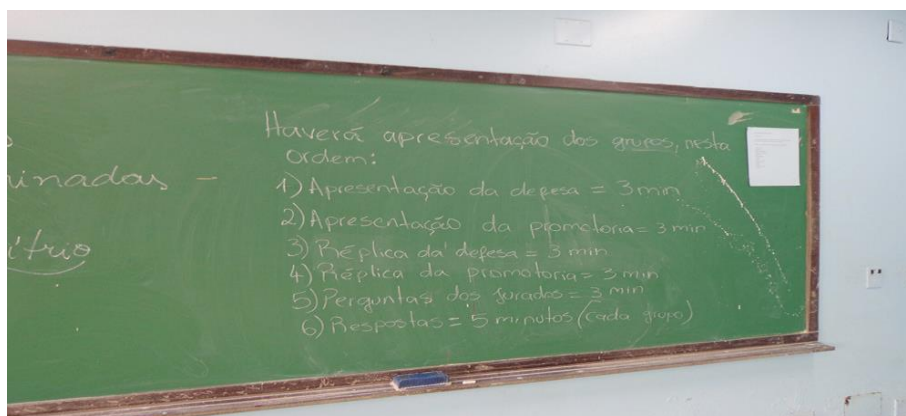 inadas -
ítrio
Haverá apresentação dos grupos, nesta
ordem:
1) Apresentação da defesa = 3 min
2) Apresentação da promotoria = 3 min
3) Réplica da defesa = 3 min
4) Réplica da promotoria = 3 min
5) Perguntas dos jurados = 3 min
6) Respostas = 5 minutos (cada grupo)